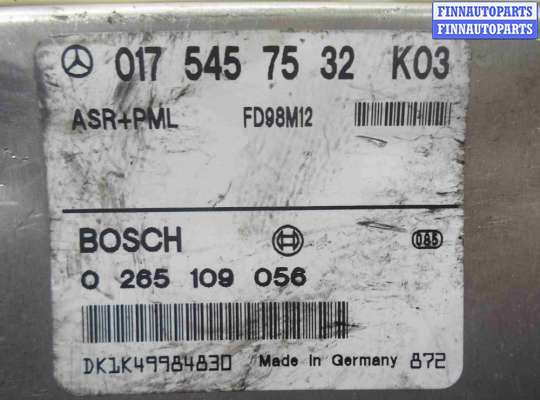 FINNAUTOPARTS
FINNAUTOPARTS
017 545 75 32 K03
ASR+PML FD98M12
BOSCH 085
0 265 109 056
DK1K49984830 Made in Germany 872